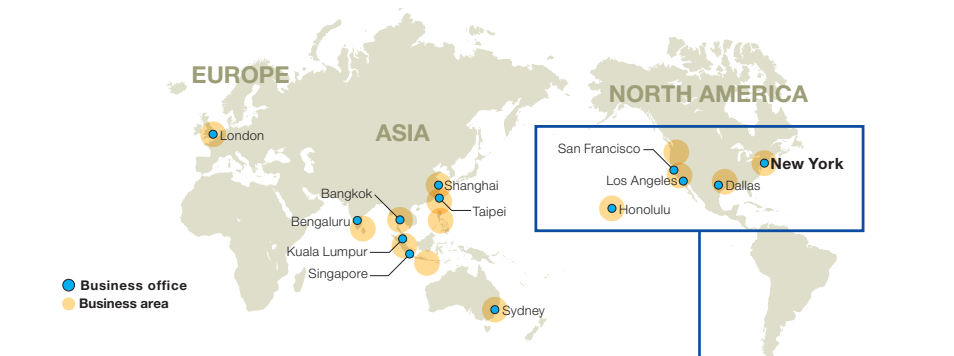 EUROPE
NORTH AMERICA
ASIA
London
San Francisco
New York
Los Angeles
Dallas
Shanghai
Bangkok
Honolulu
Taipei
Bengaluru
Kuala Lumpur
Singapore
Business office
Business area
Sydney